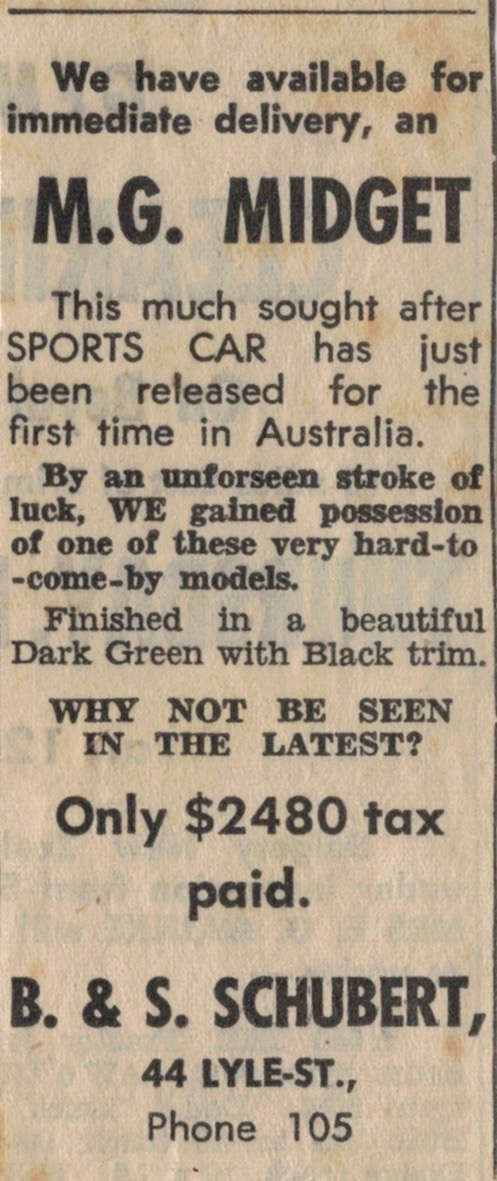 We have available for
immediate delivery, an
M.G. MIDGET
This much sought after
SPORTS CAR has just
been released for the
first time in Australia.
By an unforseen stroke of
luck, WE gained possession
of one of these very hard-to
-come-by models.
Finished in a beautiful
Dark Green with Black trim.
WHY NOT BE SEEN
IN THE LATEST?
Only $2480 tax
paid.
B. & S. SCHUBERT,
44 LYLE-ST.,
Phone 105